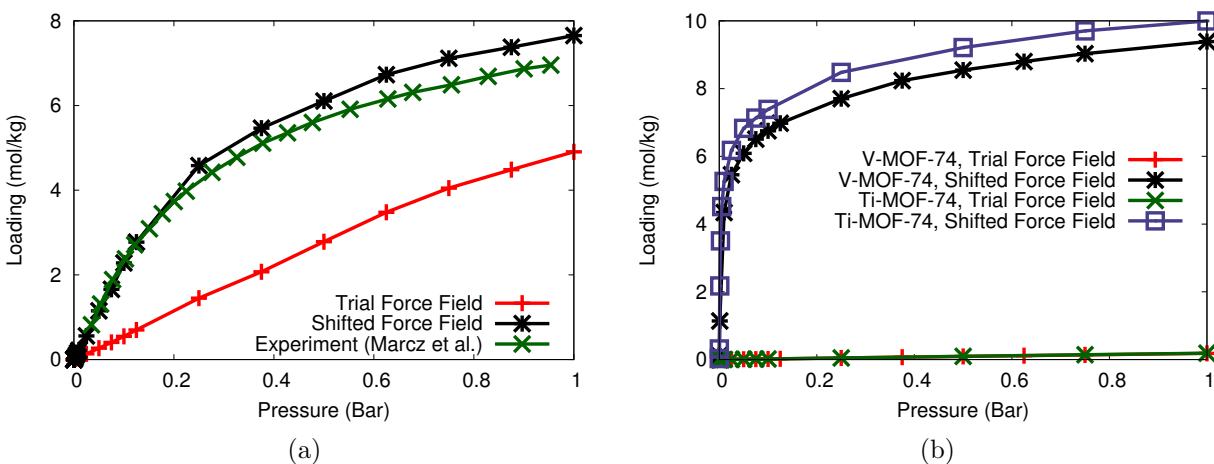 8
6
4
2
0
0
0.2
0.4
0.6
0.8
1
Loading (mol/kg)
Pressure (Bar)
Trial Force Field
Shifted Force Field
Experiment (Marcz et al.)
(a)
10
8
6
4
2
0
0
0.2
0.4
0.6
0.8
1
Loading (mol/kg)
Pressure (Bar)
V-MOF-74, Trial Force Field
V-MOF-74, Shifted Force Field
Ti-MOF-74, Trial Force Field
Ti-MOF-74, Shifted Force Field
(b)